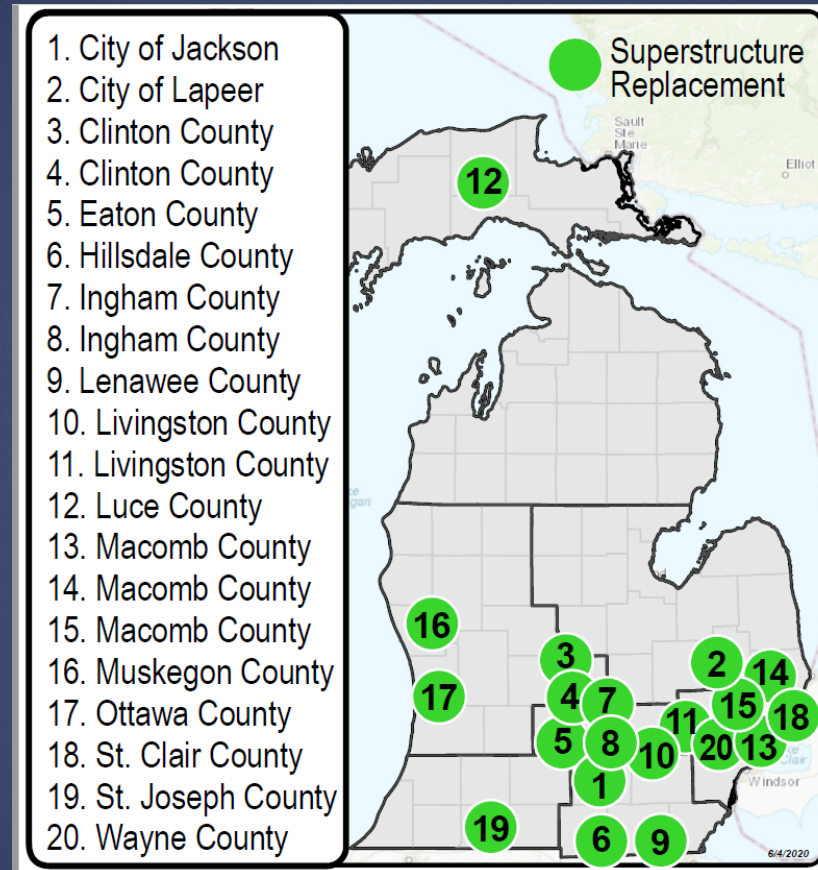 1. City of Jackson
2. City of Lapeer
3. Clinton County
4. Clinton County
5. Eaton County
6. Hillsdale County
7. Ingham County
8. Ingham County
9. Lenawee County
10. Livingston County
11. Livingston County
12. Luce County
13. Macomb County
14. Macomb County
15. Macomb County
16. Muskegon County
17. Ottawa County
18. St. Clair County
19. St. Joseph County
20. Wayne County
Superstructure
Replacement
Sault
Ste
Marie
Elliot
12
16
3
2
14
17
4
7
15
18
11
5
8
10
20
13
1
Windsor
19
6
9
6/4/2020